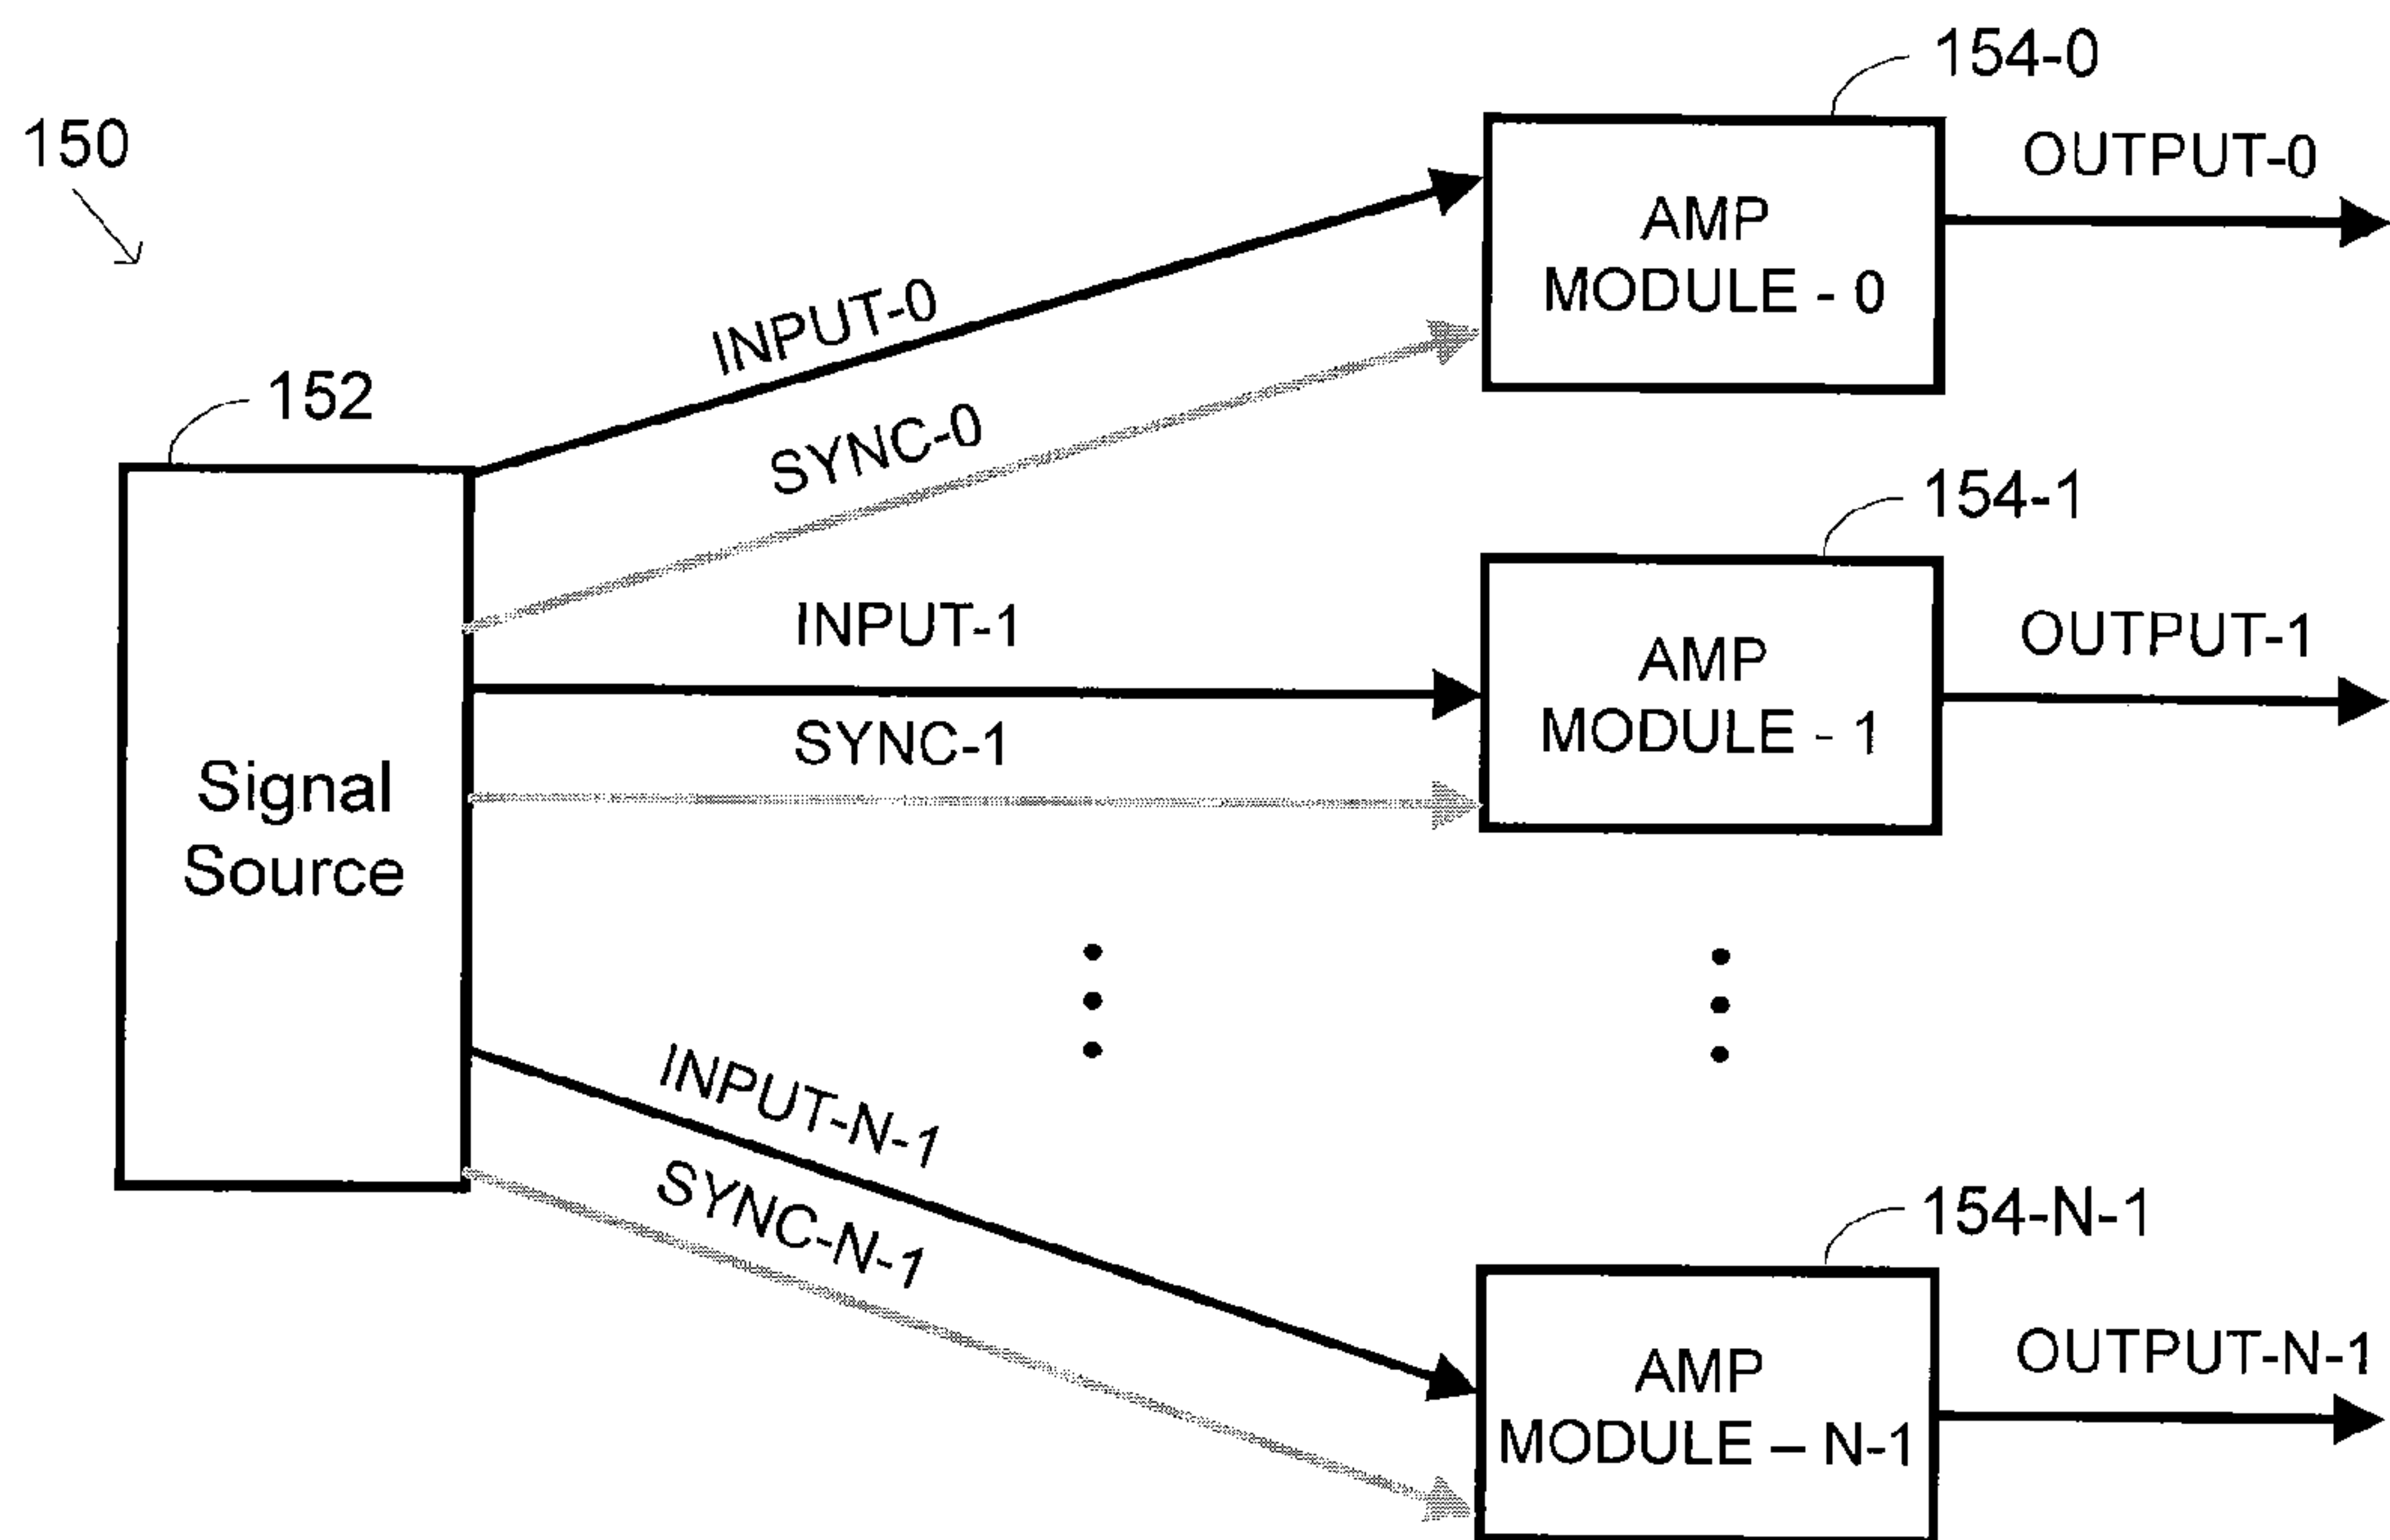 154-0
150
OUTPUT-0
AMP
MODULE - 0
INPUT-0
152
SYNC-0
154-1
INPUT-1
OUTPUT-1
AMP
MODULE - 1
SYNC-1
Signal
Source
INPUT-N-1
SYNC-N-1
154-N-1
OUTPUT-N-1
AMP
MODULE – N-1